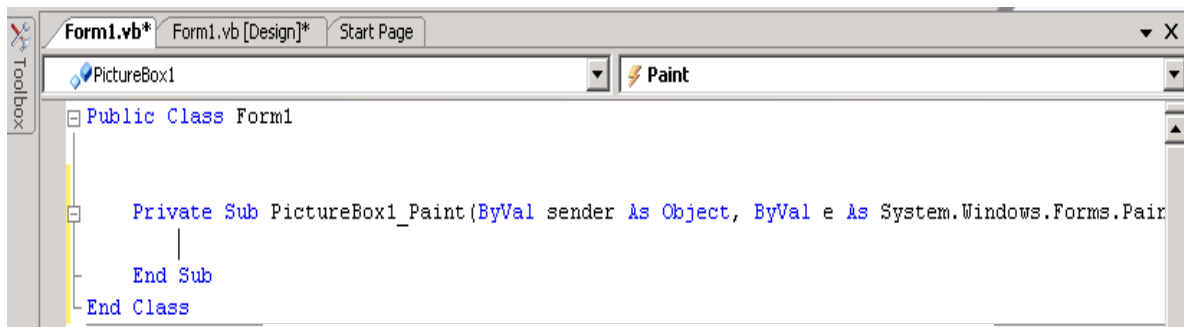 Form1.vb* Form1.vb [Design]* Start Page
Toolbox
PictureBox1 Paint
Public Class Form1
Private Sub PictureBox1_Paint(ByVal sender As Object, ByVal e As System.Windows.Forms.Pain
End Sub
End Class